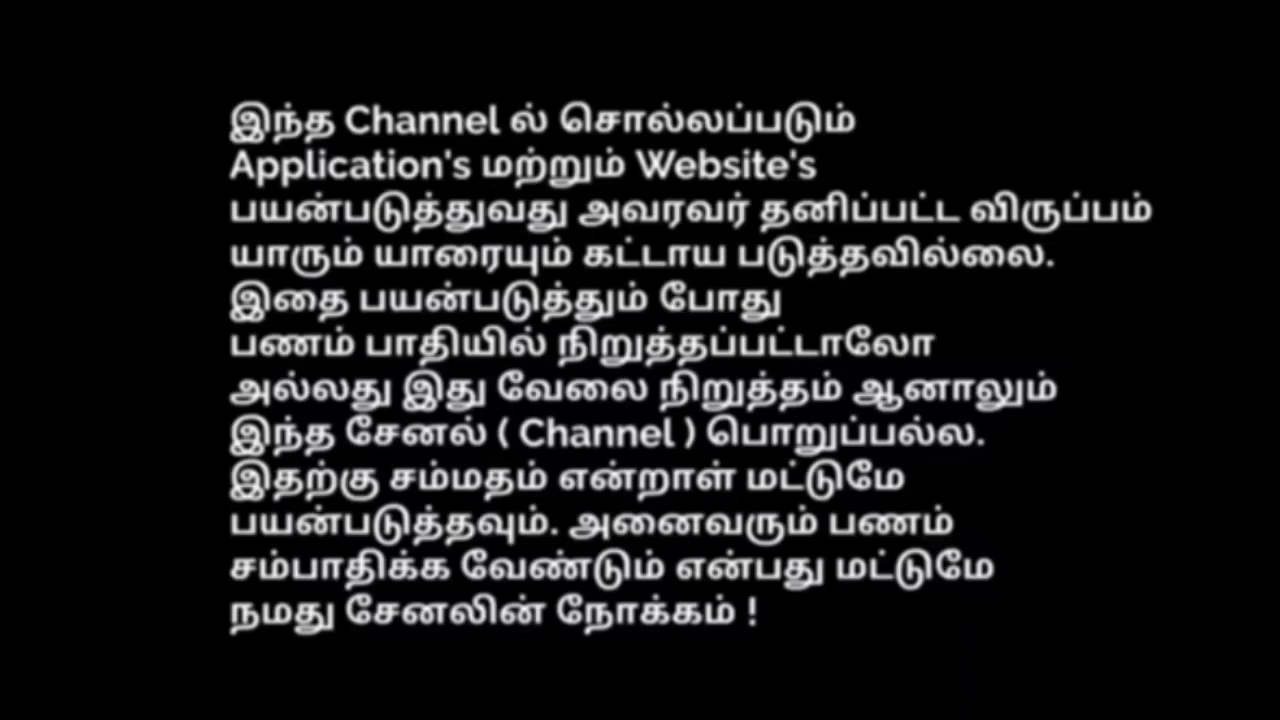 இந்த Channel ல் சொல்லப்படும்
Application's மற்றும் Website's
பயன்படுத்துவது அவரவர் தனிப்பட்ட விருப்பம்
யாரும் யாரையும் கட்டாய படுத்தவில்லை.
இதை பயன்படுத்தும் போது
பணம் பாதியில் நிறுத்தப்பட்டாலோ
அல்லது இது வேலை நிறுத்தம் ஆனாலும்
இந்த சேனல் ( Channel ) பொறுப்பல்ல.
இதற்கு சம்மதம் என்றாள் மட்டுமே
பயன்படுத்தவும். அனைவரும் பணம்
சம்பாதிக்க வேண்டும் என்பது மட்டுமே
நமது சேனலின் நோக்கம் !